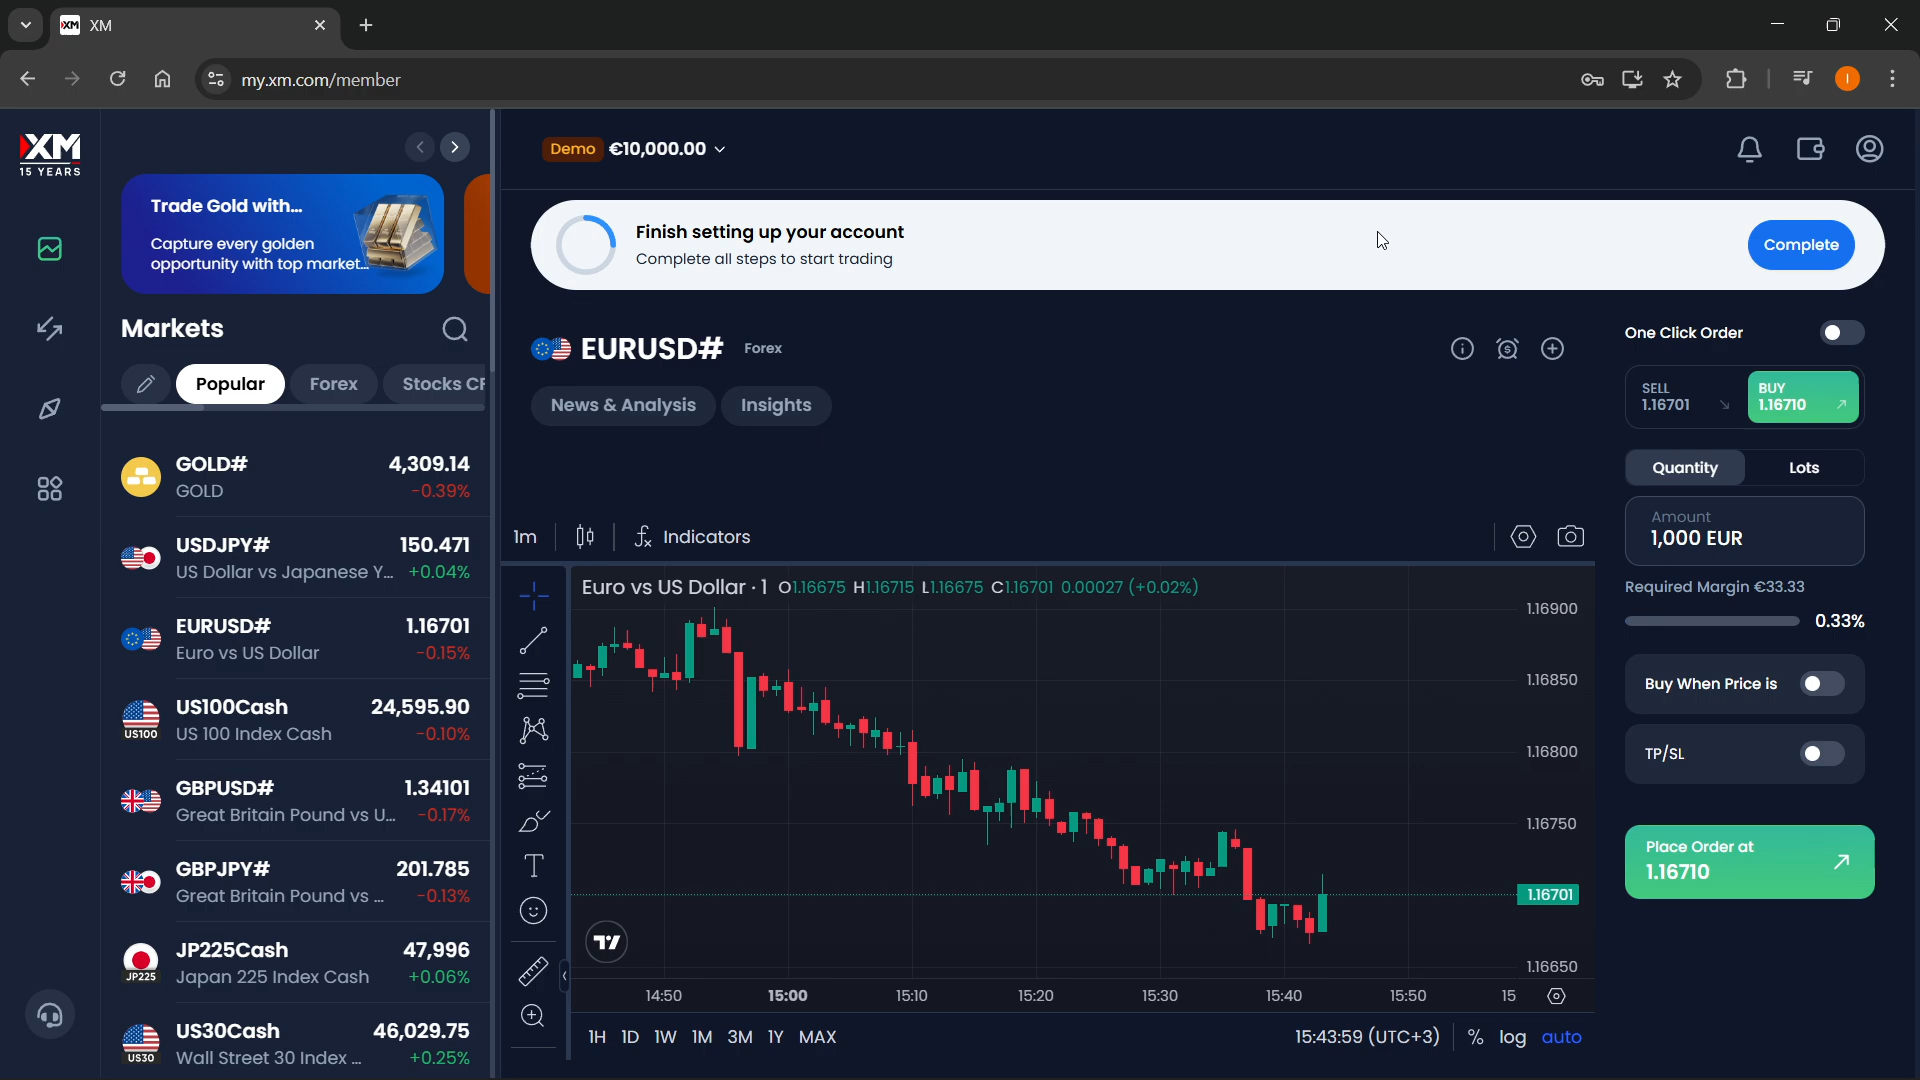 XM
my.xm.com/member
I
XM
15 YEARS
Demo €10,000.00
Trade Gold with...
Capture every golden
opportunity with top market...
Finish setting up your account
Complete all steps to start trading
Complete
Markets
Popular
Forex
Stocks CF
GOLD# 4,309.14
GOLD -0.39%
USDJPY# 150.471
US Dollar vs Japanese Y... +0.04%
EURUSD# 1.16701
Euro vs US Dollar -0.15%
US100
US100Cash 24,595.90
US 100 Index Cash -0.10%
GBPUSD# 1.34101
Great Britain Pound vs U... -0.17%
GBPJPY# 201.785
Great Britain Pound vs ... -0.13%
JP225
JP225Cash 47,996
Japan 225 Index Cash +0.06%
US30
US30Cash 46,029.75
Wall Street 30 Index ... +0.25%
EURUSD# Forex
News & Analysis
Insights
1m
Indicators
Euro vs US Dollar · 1 O1.16675 H1.16715 L1.16675 C1.16701 0.00027 (+0.02%)
1.16900
1.16850
1.16800
1.16750
1.16701
1.16650
14:50 15:00 15:10 15:20 15:30 15:40 15:50 15
1H 1D 1W 1M 3M 1Y MAX
15:43:59 (UTC+3) % log auto
One Click Order
SELL
1.16701
BUY
1.16710
Quantity
Lots
Amount
1,000 EUR
Required Margin €33.33
0.33%
Buy When Price is
TP/SL
Place Order at
1.16710